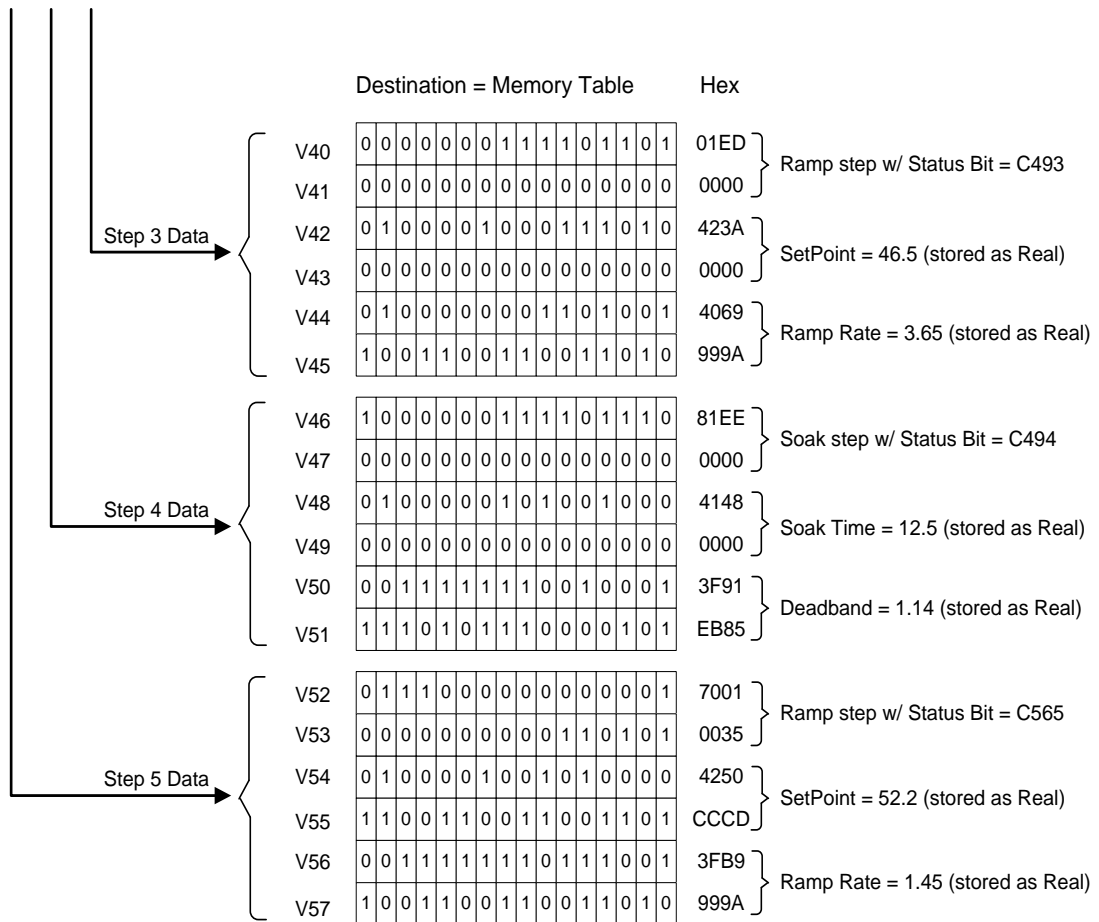 Destination = Memory Table Hex
V40 0 0 0 0 0 0 0 1 1 1 1 0 1 1 0 1 01ED
Ramp step w/ Status Bit = C493
V41 0 0 0 0 0 0 0 0 0 0 0 0 0 0 0 0 0000
Step 3 Data
V42 0 1 0 0 0 0 1 0 0 0 1 1 1 0 1 0 423A
SetPoint = 46.5 (stored as Real)
V43 0 0 0 0 0 0 0 0 0 0 0 0 0 0 0 0 0000
V44 0 1 0 0 0 0 0 0 0 1 1 0 1 0 0 1 4069
Ramp Rate = 3.65 (stored as Real)
V45 1 0 0 1 1 0 0 1 1 0 0 1 1 0 1 0 999A
V46 1 0 0 0 0 0 0 1 1 1 1 0 1 1 1 0 81EE
Soak step w/ Status Bit = C494
V47 0 0 0 0 0 0 0 0 0 0 0 0 0 0 0 0 0000
Step 4 Data
V48 0 1 0 0 0 0 0 1 0 1 0 0 1 0 0 0 4148
Soak Time = 12.5 (stored as Real)
V49 0 0 0 0 0 0 0 0 0 0 0 0 0 0 0 0 0000
V50 0 0 1 1 1 1 1 1 1 0 0 1 0 0 0 1 3F91
Deadband = 1.14 (stored as Real)
V51 1 1 1 0 1 0 1 1 1 0 0 0 0 1 0 1 EB85
V52 0 1 1 1 0 0 0 0 0 0 0 0 0 0 0 1 7001
Ramp step w/ Status Bit = C565
V53 0 0 0 0 0 0 0 0 0 0 1 1 0 1 0 1 0035
Step 5 Data
V54 0 1 0 0 0 0 1 0 0 1 0 1 0 0 0 0 4250
SetPoint = 52.2 (stored as Real)
V55 1 1 0 0 1 1 0 0 1 1 0 0 1 1 0 1 CCCD
V56 0 0 1 1 1 1 1 1 1 0 1 1 1 0 0 1 3FB9
Ramp Rate = 1.45 (stored as Real)
V57 1 0 0 1 1 0 0 1 1 0 0 1 1 0 1 0 999A